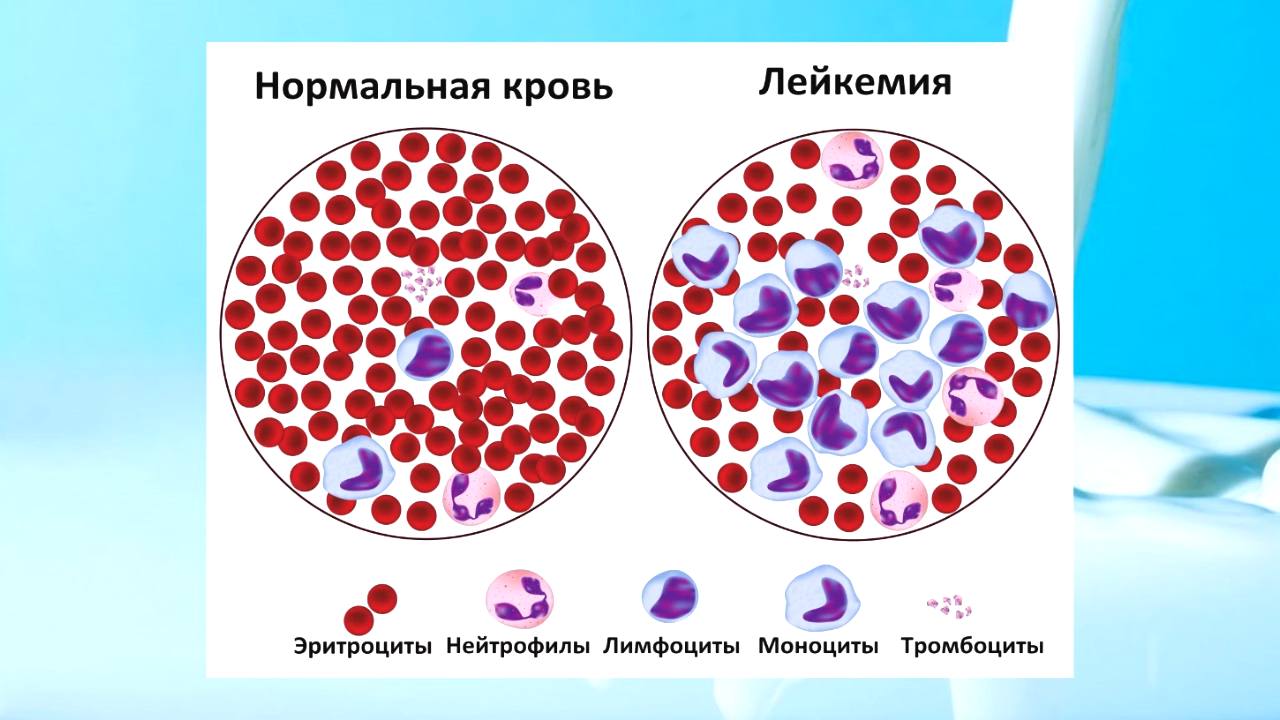 Нормальная кровь
Лейкемия
Эритроциты Нейтрофилы Лимфоциты Моноциты Тромбоциты